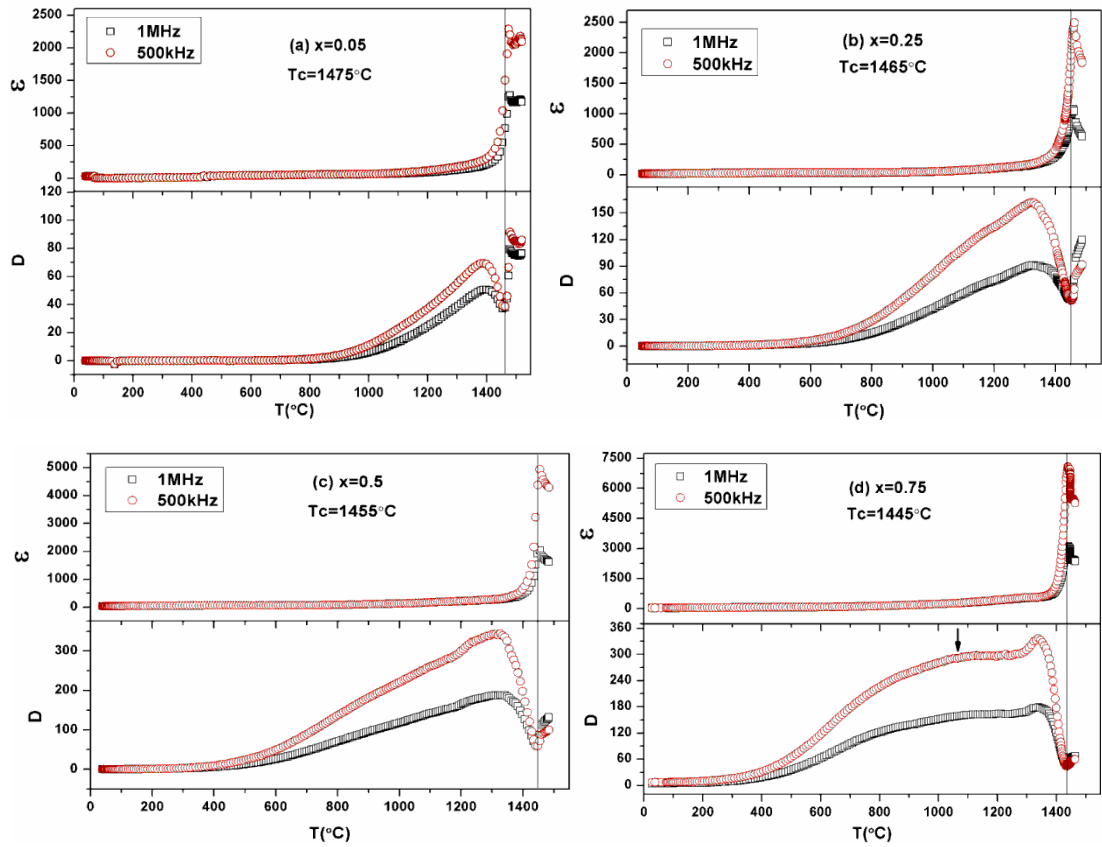 1MHz
500kHz
(a) x=0.05
Tc=1475°C
ε
2500
2000
1500
1000
500
0
D
120
100
80
60
40
20
0
0 200 400 600 800 1000 1200 1400
T(°C)
1MHz
500kHz
(b) x=0.25
Tc=1465°C
ε
2500
2000
1500
1000
500
0
D
150
120
90
60
30
0
0 200 400 600 800 1000 1200 1400
T(°C)
1MHz
500kHz
(c) x=0.5
Tc=1455°C
ε
5000
4000
3000
2000
1000
0
D
300
200
100
0
0 200 400 600 800 1000 1200 1400
T(°C)
1MHz
500kHz
(d) x=0.75
Tc=1445°C
ε
7500
6000
4500
3000
1500
0
D
360
300
240
180
120
60
0
0 200 400 600 800 1000 1200 1400
T(°C)